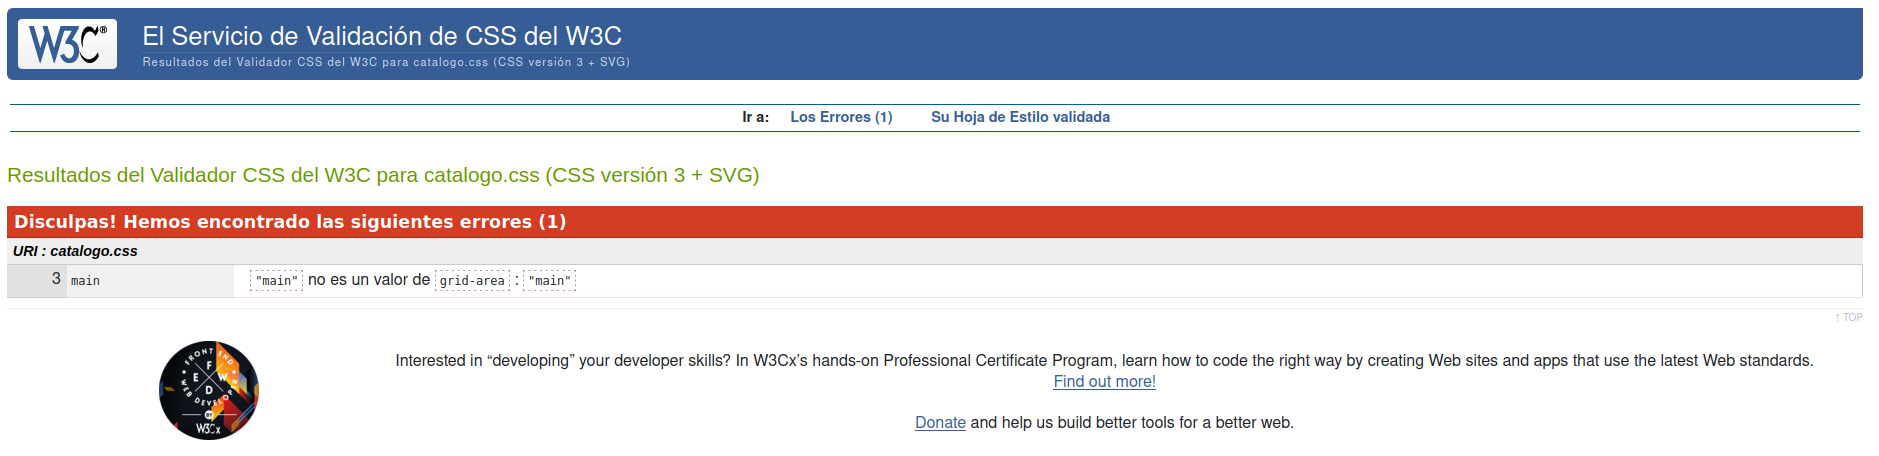 W3C®
El Servicio de Validación de CSS del W3C
Resultados del Validador CSS del W3C para catalogo.css (CSS versión 3 + SVG)
Ir a: Los Errores (1) Su Hoja de Estilo validada
Resultados del Validador CSS del W3C para catalogo.css (CSS versión 3 + SVG)
Disculpas! Hemos encontrado las siguientes errores (1)
URI : catalogo.css
3 main "main" no es un valor de grid-area : "main"
↑ TOP
FRONT END
F E W D
WEB DEVELOPER
BY
W3Cx
Interested in “developing” your developer skills? In W3Cx’s hands-on Professional Certificate Program, learn how to code the right way by creating Web sites and apps that use the latest Web standards.
Find out more!
Donate and help us build better tools for a better web.